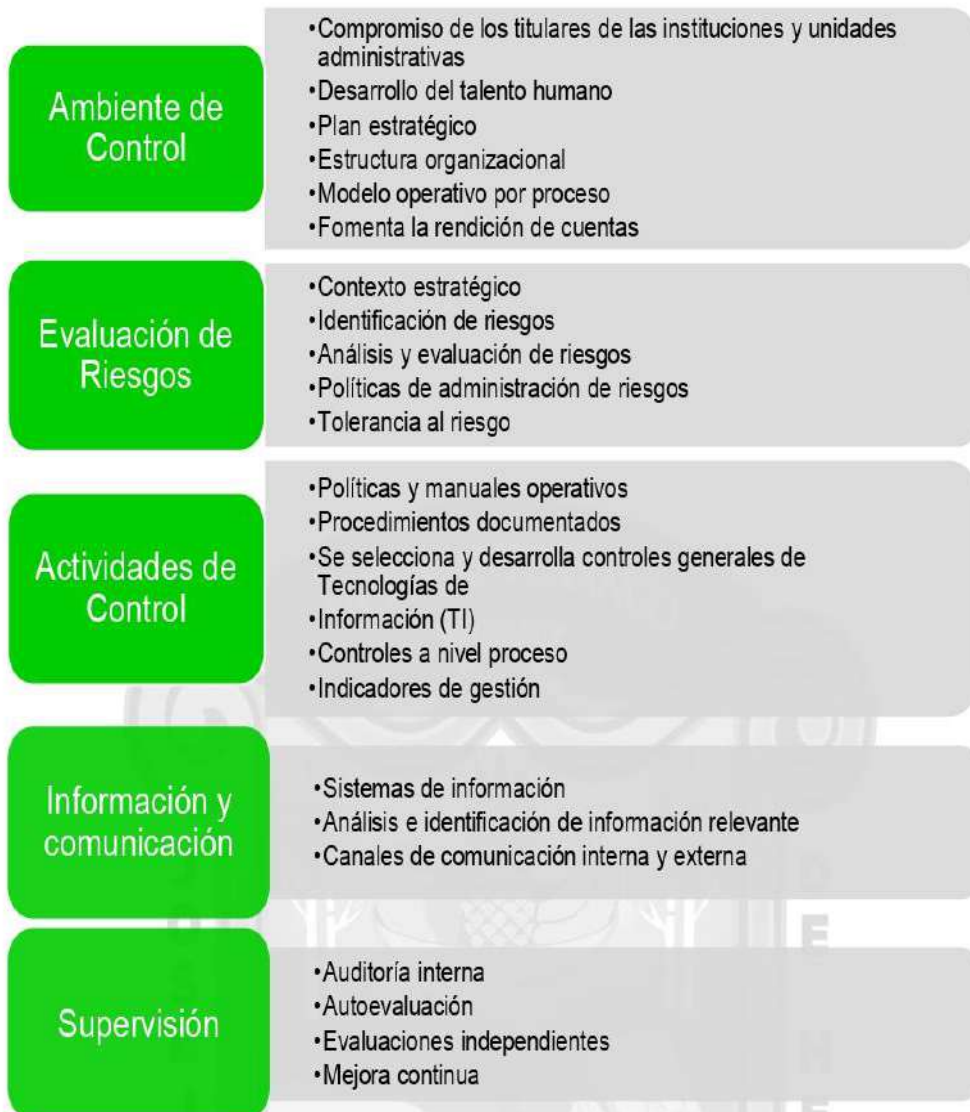 Ambiente de
Control
•Compromiso de los titulares de las instituciones y unidades
administrativas
•Desarrollo del talento humano
•Plan estratégico
•Estructura organizacional
•Modelo operativo por proceso
•Fomenta la rendición de cuentas
Evaluación de
Riesgos
•Contexto estratégico
•Identificación de riesgos
•Análisis y evaluación de riesgos
•Políticas de administración de riesgos
•Tolerancia al riesgo
Actividades de
Control
•Políticas y manuales operativos
•Procedimientos documentados
•Se selecciona y desarrolla controles generales de
Tecnologías de
•Información (TI)
•Controles a nivel proceso
•Indicadores de gestión
Información y
comunicación
•Sistemas de información
•Análisis e identificación de información relevante
•Canales de comunicación interna y externa
Supervisión
•Auditoría interna
•Autoevaluación
•Evaluaciones independientes
•Mejora continua